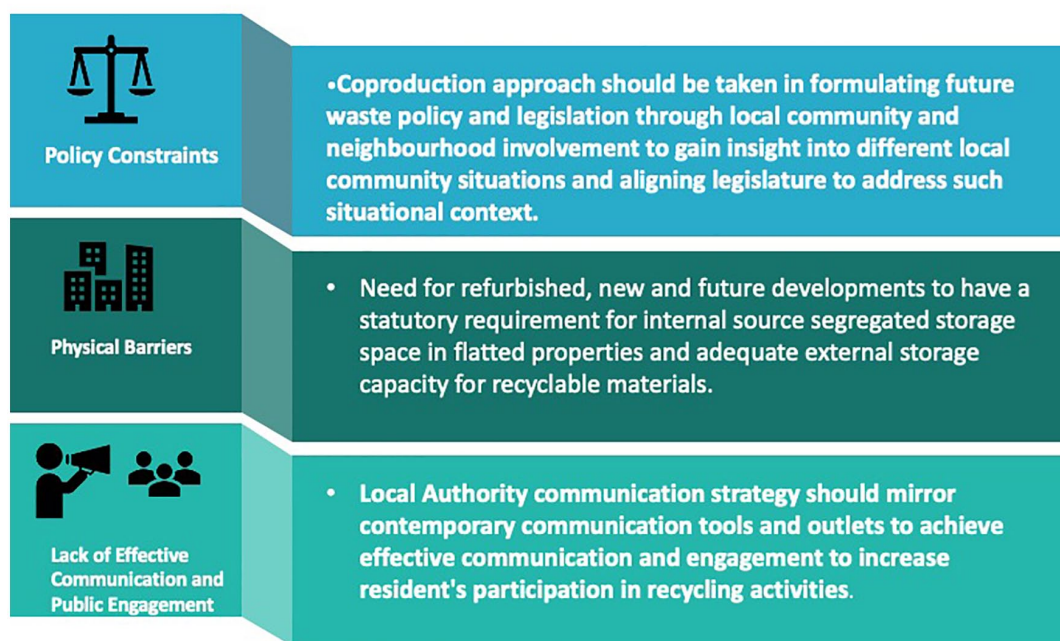 Policy Constraints
•Coproduction approach should be taken in formulating future
waste policy and legislation through local community and
neighbourhood involvement to gain insight into different local
community situations and aligning legislature to address such
situational context.
Physical Barriers
• Need for refurbished, new and future developments to have a
statutory requirement for internal source segregated storage
space in flatted properties and adequate external storage
capacity for recyclable materials.
Lack of Effective
Communication and
Public Engagement
• Local Authority communication strategy should mirror
contemporary communication tools and outlets to achieve
effective communication and engagement to increase
resident's participation in recycling activities.